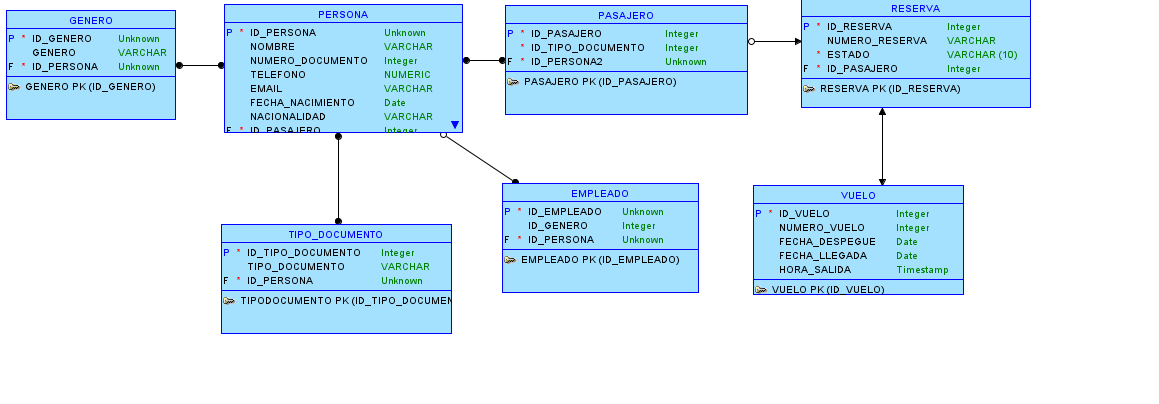 GENERO
P * ID_GENERO Unknown
GENERO VARCHAR
F * ID_PERSONA Unknown
GENERO PK (ID_GENERO)
PERSONA
P * ID_PERSONA Unknown
NOMBRE VARCHAR
NUMERO_DOCUMENTO Integer
TELEFONO NUMERIC
EMAIL VARCHAR
FECHA_NACIMIENTO Date
NACIONALIDAD VARCHAR
F * ID_PASAJERO Integer
PASAJERO
P * ID_PASAJERO Integer
* ID_TIPO_DOCUMENTO Integer
F * ID_PERSONA2 Unknown
PASAJERO PK (ID_PASAJERO)
RESERVA
P * ID_RESERVA Integer
NUMERO_RESERVA VARCHAR
* ESTADO VARCHAR (10)
F * ID_PASAJERO Integer
RESERVA PK (ID_RESERVA)
TIPO_DOCUMENTO
P * ID_TIPO_DOCUMENTO Integer
TIPO_DOCUMENTO VARCHAR
F * ID_PERSONA Unknown
TIPODOCUMENTO PK (ID_TIPO_DOCUMEN
EMPLEADO
P * ID_EMPLEADO Unknown
ID_GENERO Integer
F * ID_PERSONA Unknown
EMPLEADO PK (ID_EMPLEADO)
VUELO
P * ID_VUELO Integer
NUMERO_VUELO Integer
FECHA_DESPEGUE Date
FECHA_LLEGADA Date
HORA_SALIDA Timestamp
VUELO PK (ID_VUELO)